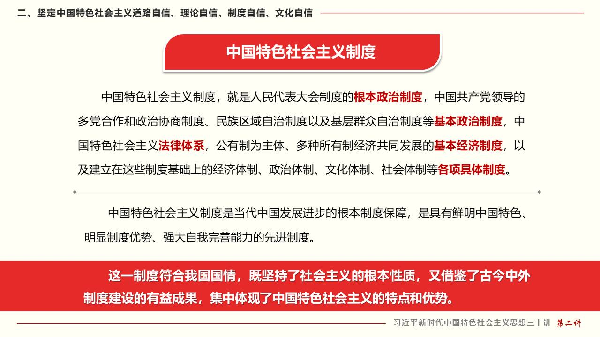 二、坚定中国特色社会主义道路自信、理论自信、制度自信、文化自信
中国特色社会主义制度
中国特色社会主义制度，就是人民代表大会制度的根本政治制度，中国共产党领导的
多党合作和政治协商制度、民族区域自治制度以及基层群众自治制度等基本政治制度，中
国特色社会主义法律体系，公有制为主体、多种所有制经济共同发展的基本经济制度，以
及建立在这些制度基础上的经济体制、政治体制、文化体制、社会体制等各项具体制度。
中国特色社会主义制度是当代中国发展进步的根本制度保障，是具有鲜明中国特色、
明显制度优势、强大自我完善能力的先进制度。
这一制度符合我国国情，既坚持了社会主义的根本性质，又借鉴了古今中外
制度建设的有益成果，集中体现了中国特色社会主义的特点和优势。
习近平新时代中国特色社会主义思想三十讲 第二讲